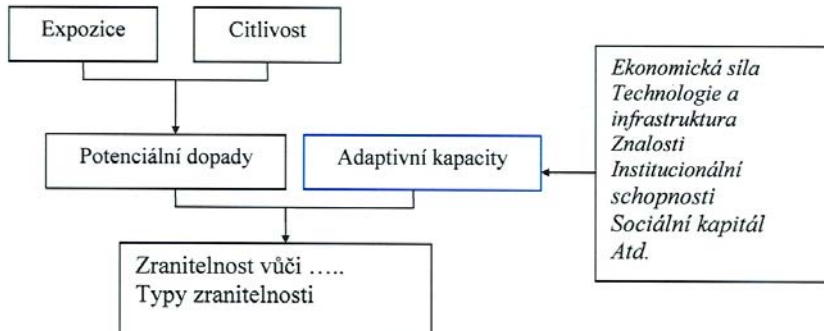 Expozice
Citlivost
Potenciální dopady
Adaptivní kapacity
Ekonomická síla
Technologie a
infrastruktura
Znalosti
Institucionální
schopnosti
Sociální kapitál
Atd.
Zranitelnost vůči …..
Typy zranitelnosti